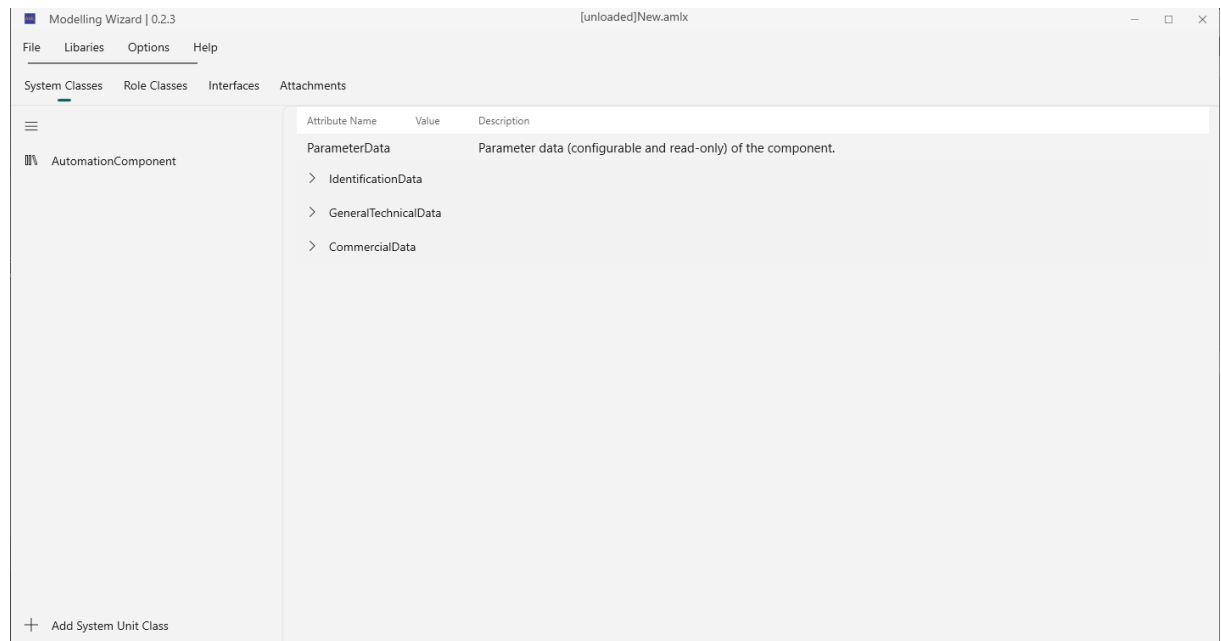 Modelling Wizard | 0.2.3 [unloaded]New.amlx
File Libaries Options Help
System Classes Role Classes Interfaces Attachments
Attribute Name Value Description
AutomationComponent
ParameterData Parameter data (configurable and read-only) of the component.
IdentificationData
GeneralTechnicalData
CommercialData
Add System Unit Class